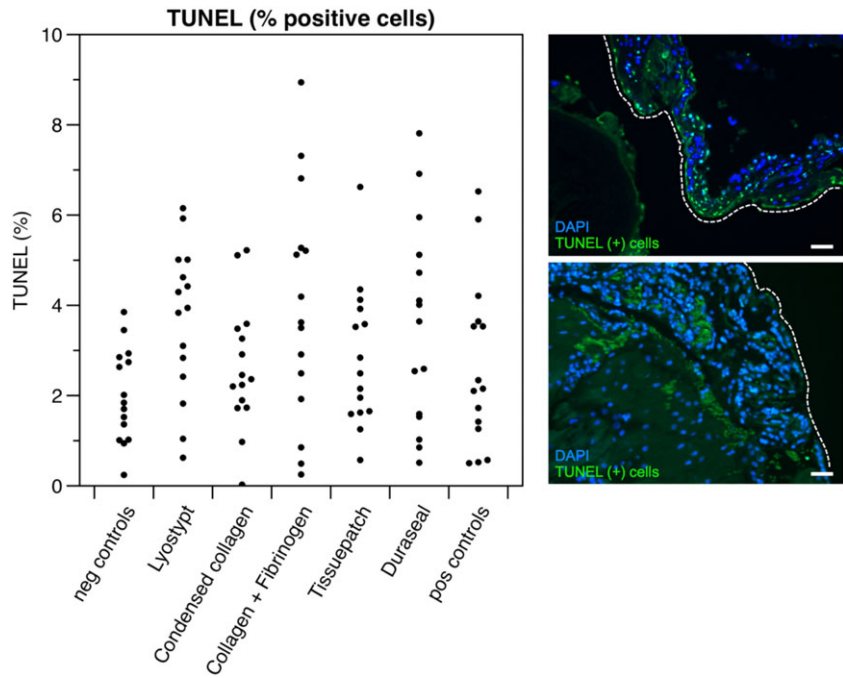 TUNEL (% positive cells)
TUNEL (%)
10
8
6
4
2
0
neg controls
Lyostypt
Condensed collagen
Collagen + Fibrinogen
Tissuepatch
Duraseal
pos controls
DAPI
TUNEL (+) cells
DAPI
TUNEL (+) cells